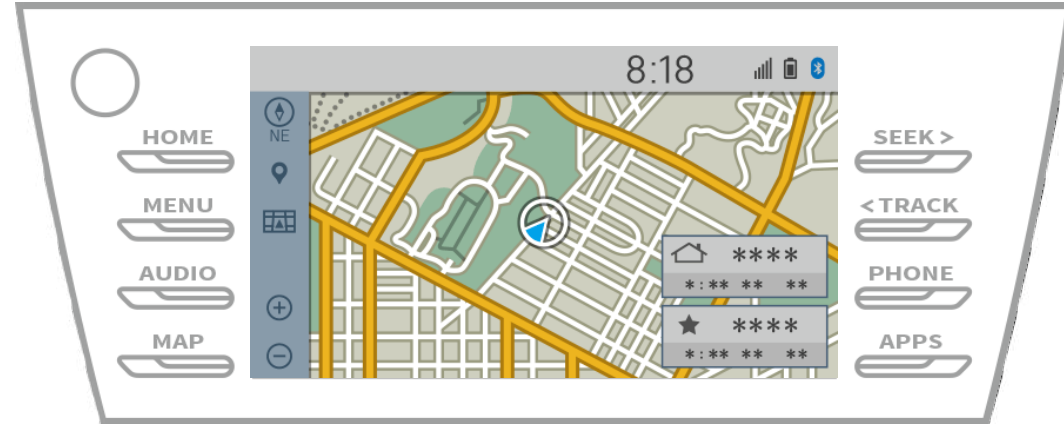 8:18
HOME
NE
SEEK >
MENU
< TRACK
****
AUDIO
*:** ** **
PHONE
****
MAP
*:** ** **
APPS